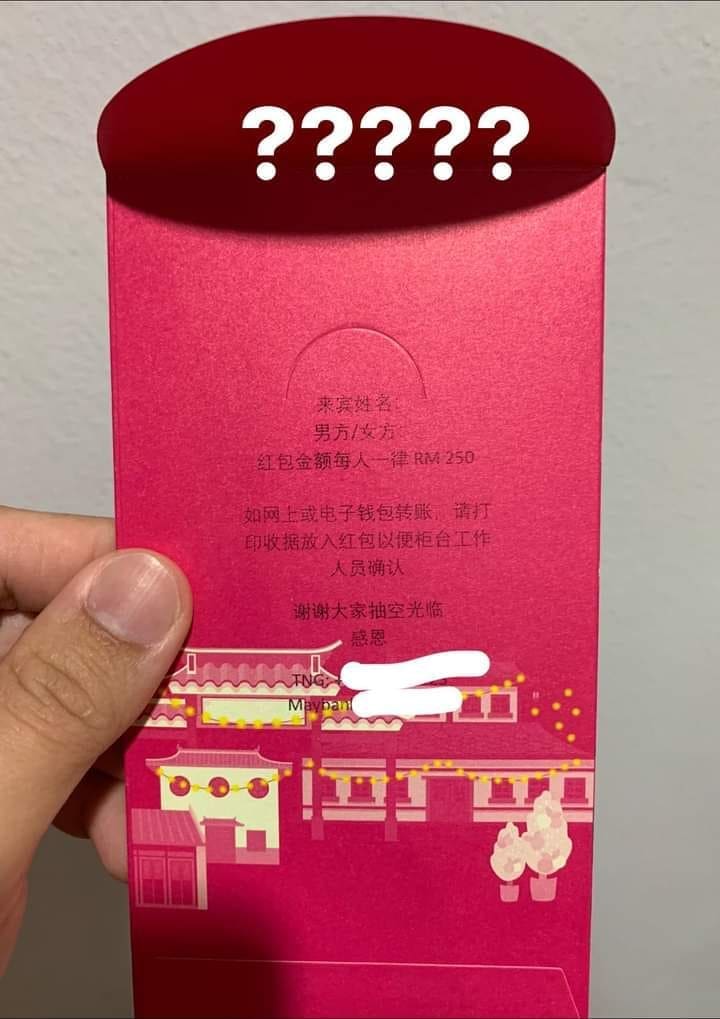 ?????
来宾姓名:
男方/女方:
红包金额每人一律 RM 250
如网上或电子钱包转账，请打
印收据放入红包以便柜台工作
人员确认
谢谢大家抽空光临
感恩
TNG:
Mayban